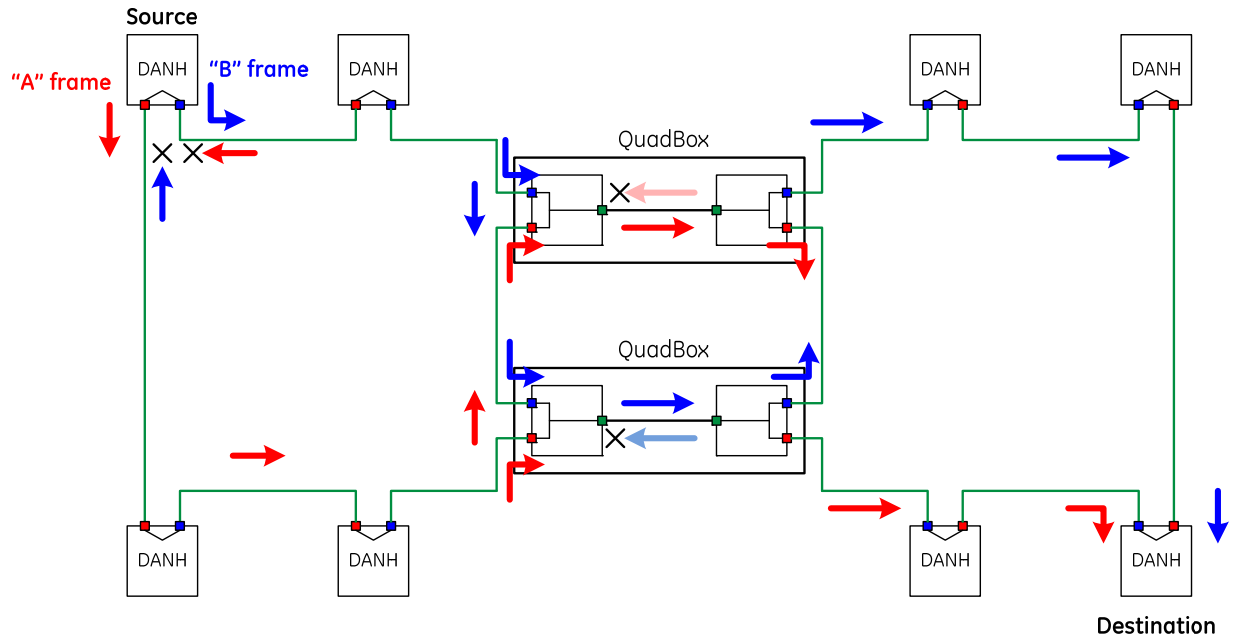 Source
DANH
DANH
DANH
DANH
“A” frame
“B” frame
QuadBox
QuadBox
DANH
DANH
DANH
DANH
Destination